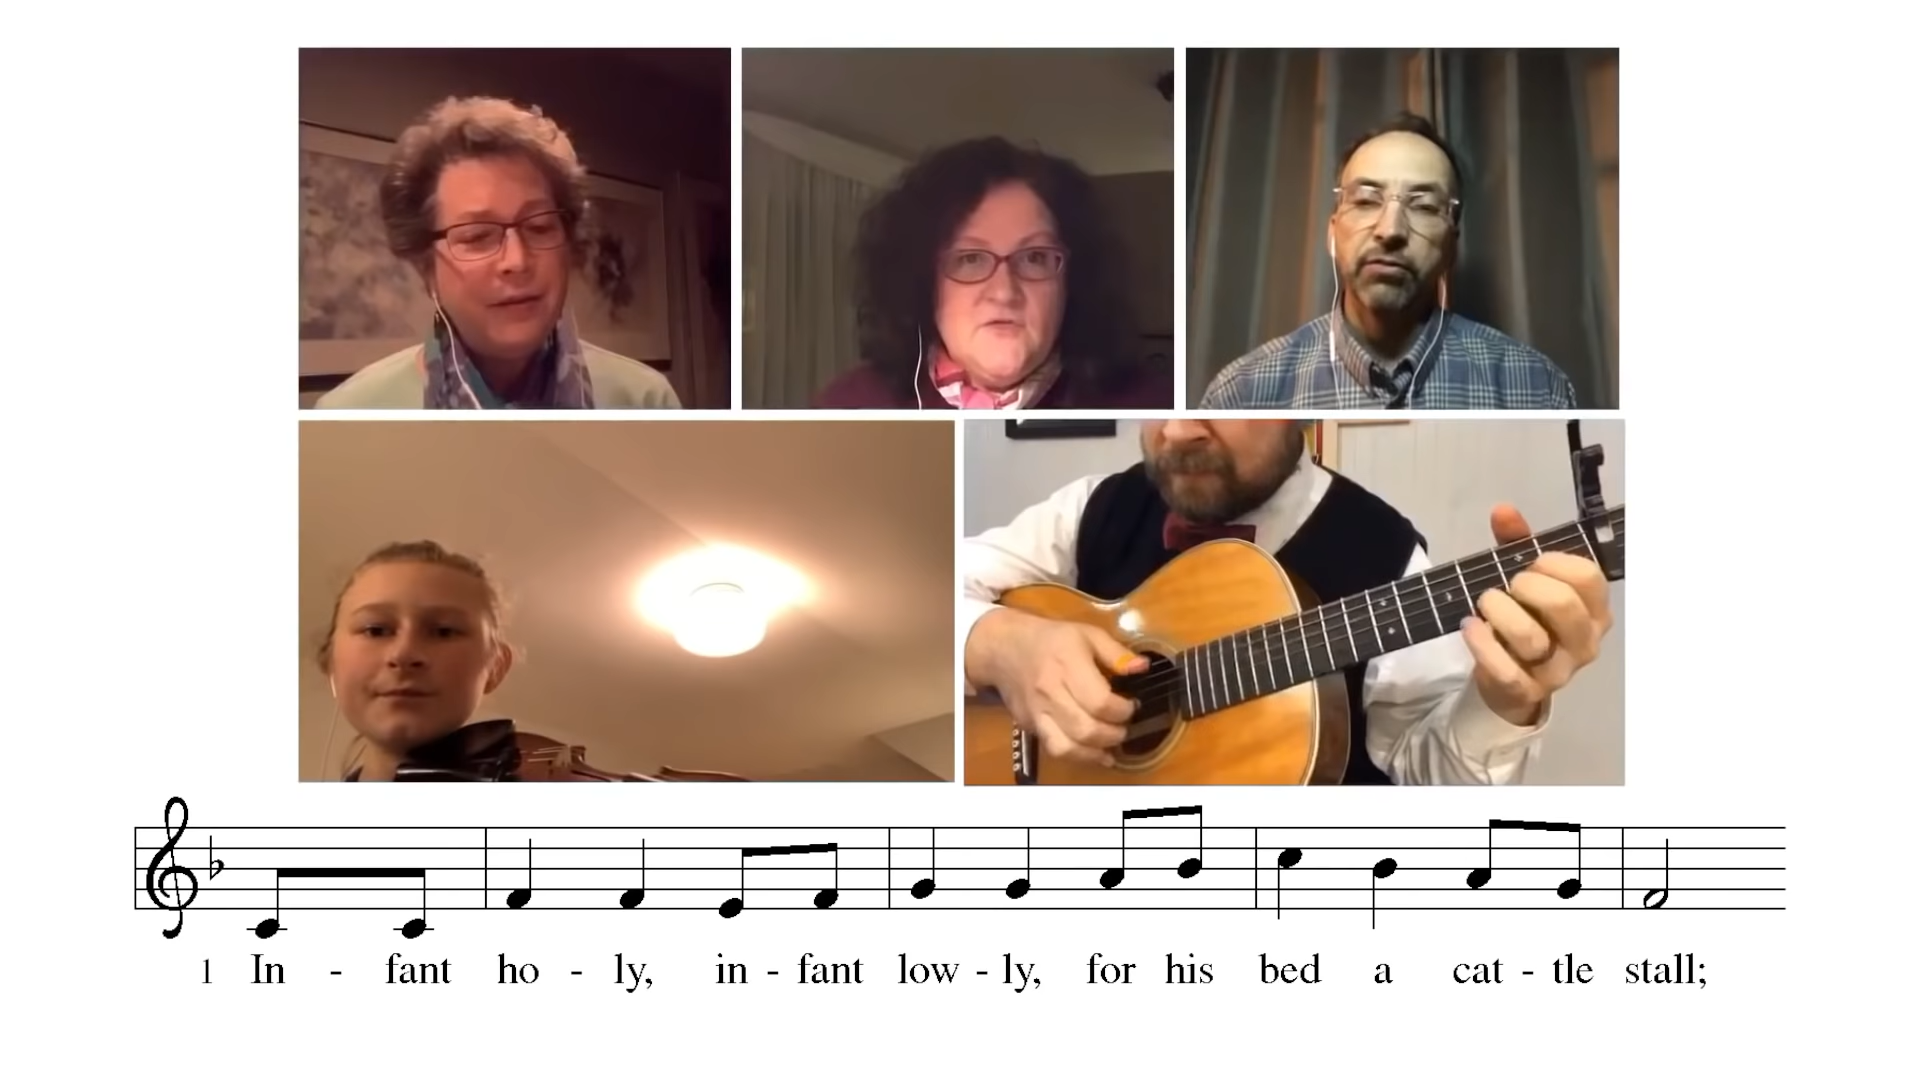 1 In - fant ho - ly, in - fant low - ly, for his bed a cat - tle stall;